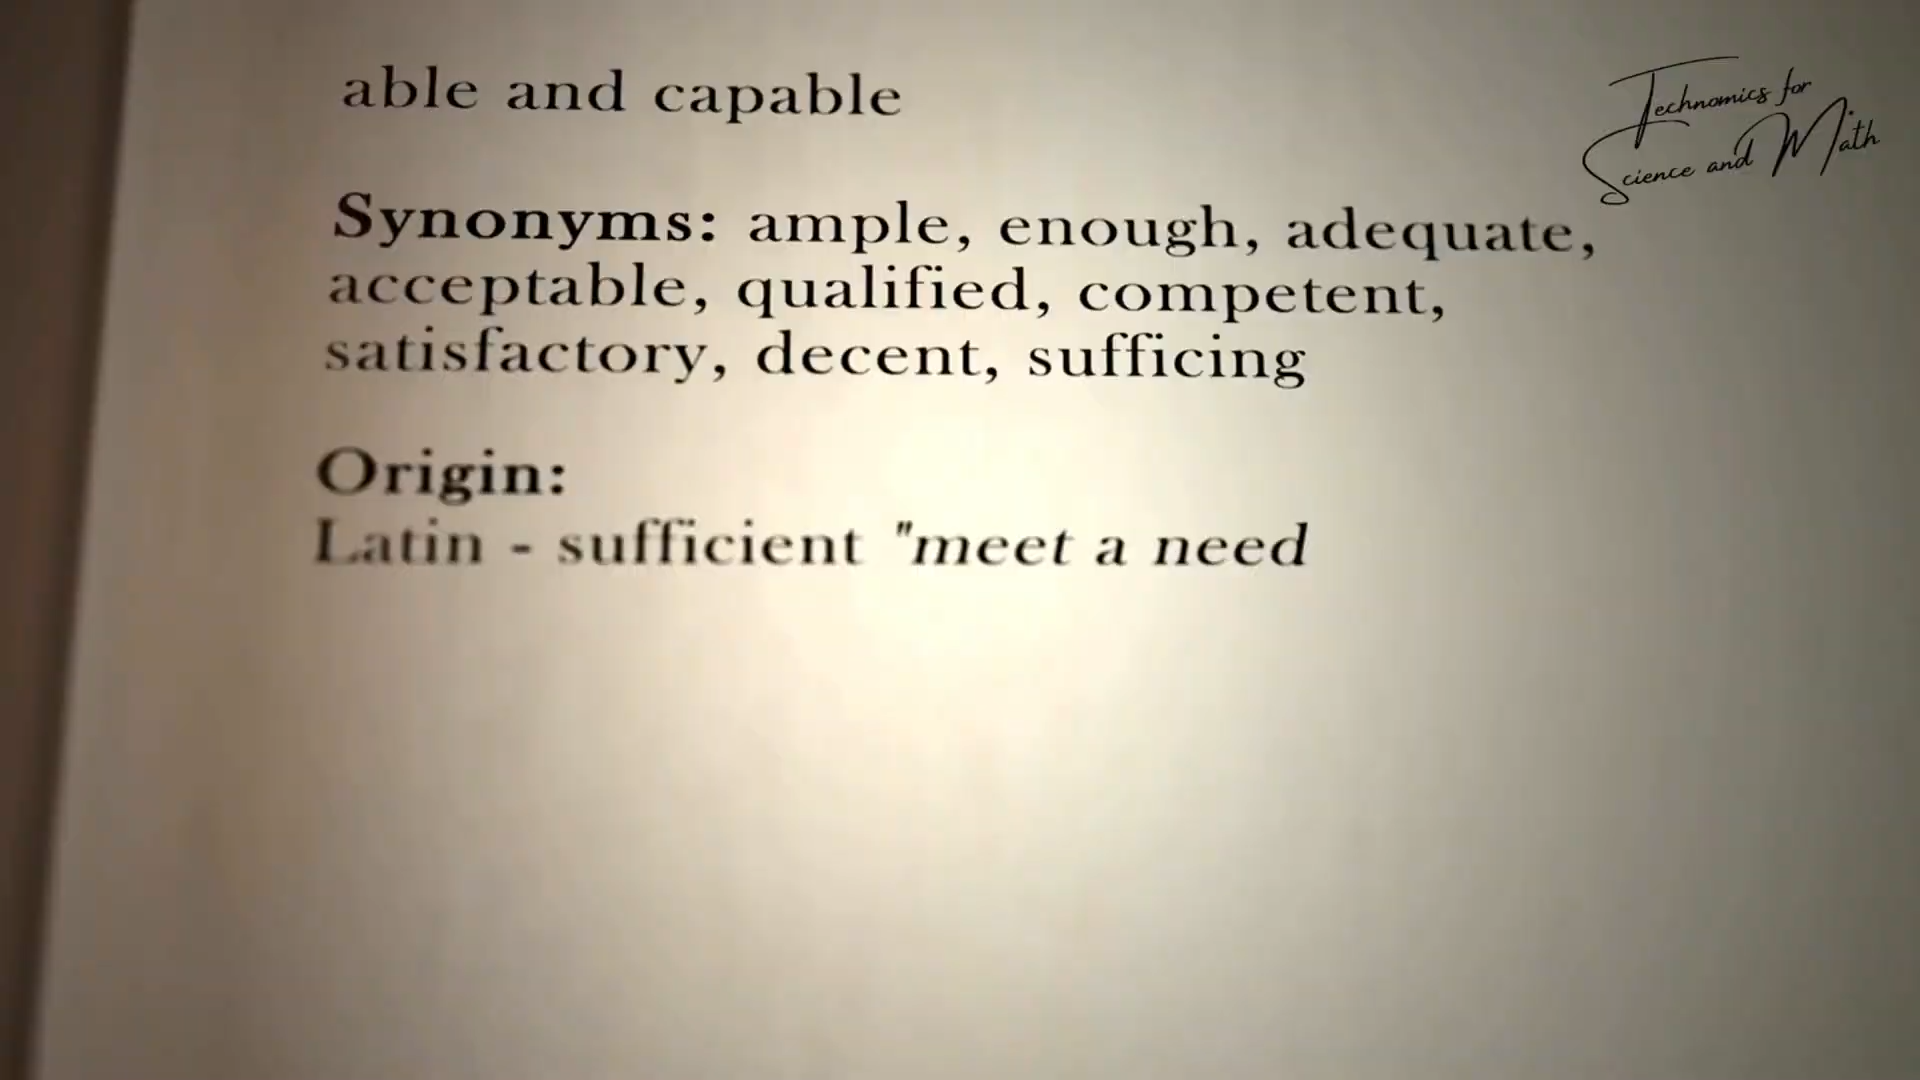 able and capable
Technomics for
Science and Math
Synonyms: ample, enough, adequate,
acceptable, qualified, competent,
satisfactory, decent, sufficing
Origin:
Latin - sufficient "meet a need